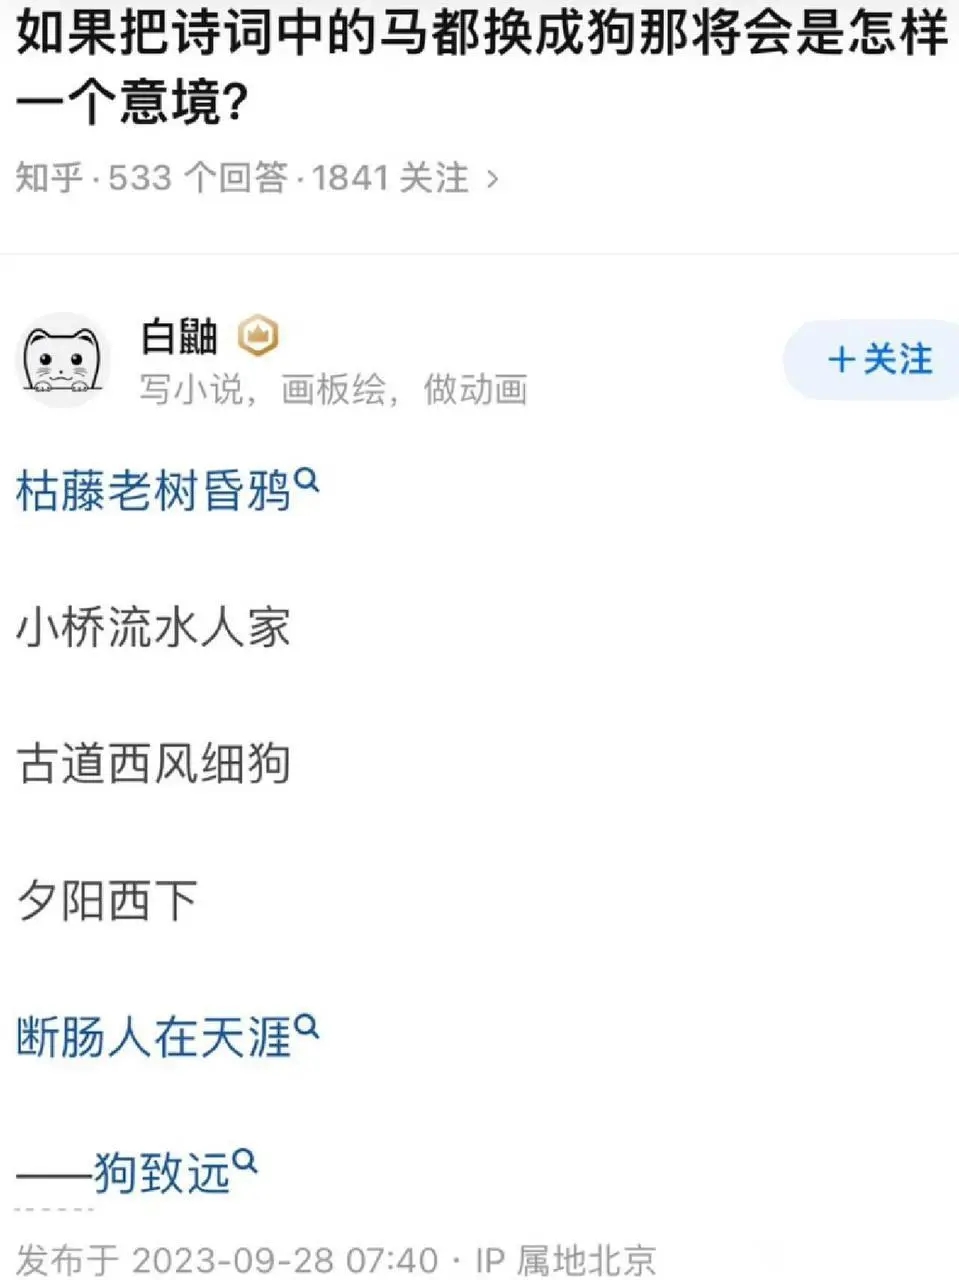 如果把诗词中的马都换成狗那将会是怎样
一个意境?
知乎·533 个回答·1841 关注 >
白鼬
写小说，画板绘，做动画
+关注
枯藤老树昏鸦
小桥流水人家
古道西风细狗
夕阳西下
断肠人在天涯
——狗致远
发布于 2023-09-28 07:40 · IP 属地北京